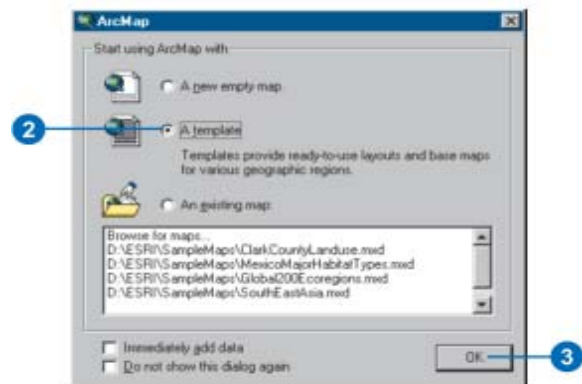 ArcMap
Start using ArcMap with
A new empty map
2
A template
Templates provide ready-to-use layouts and base maps
for various geographic regions.
An existing map:
Browse for maps...
D:\ESRI\SampleMaps\ClarkCountyLanduse.mxd
D:\ESRI\SampleMaps\MexicoMajorHabitatTypes.mxd
D:\ESRI\SampleMaps\Global200Ecoregions.mxd
D:\ESRI\SampleMaps\SouthEastAsia.mxd
Immediately add data
Do not show this dialog again
OK
3